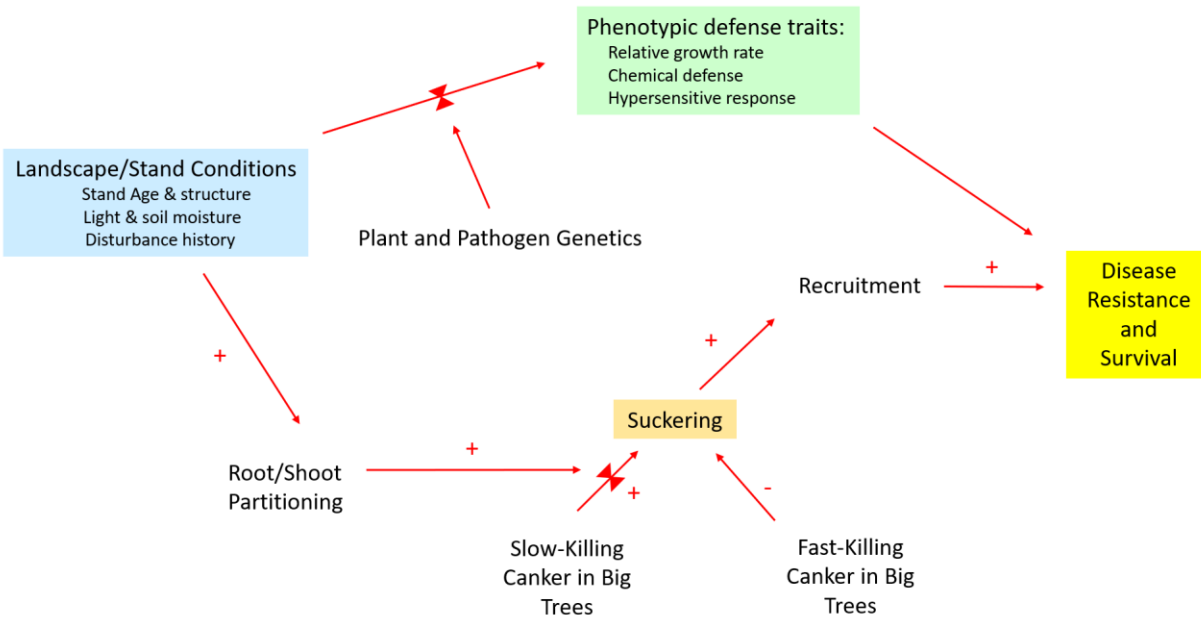 Phenotypic defense traits:
Relative growth rate
Chemical defense
Hypersensitive response
Landscape/Stand Conditions
Stand Age & structure
Light & soil moisture
Disturbance history
Plant and Pathogen Genetics
Recruitment
+
Disease
Resistance
and
Survival
+
+
Suckering
Root/Shoot
Partitioning
+
+
-
Slow-Killing
Canker in Big
Trees
Fast-Killing
Canker in Big
Trees